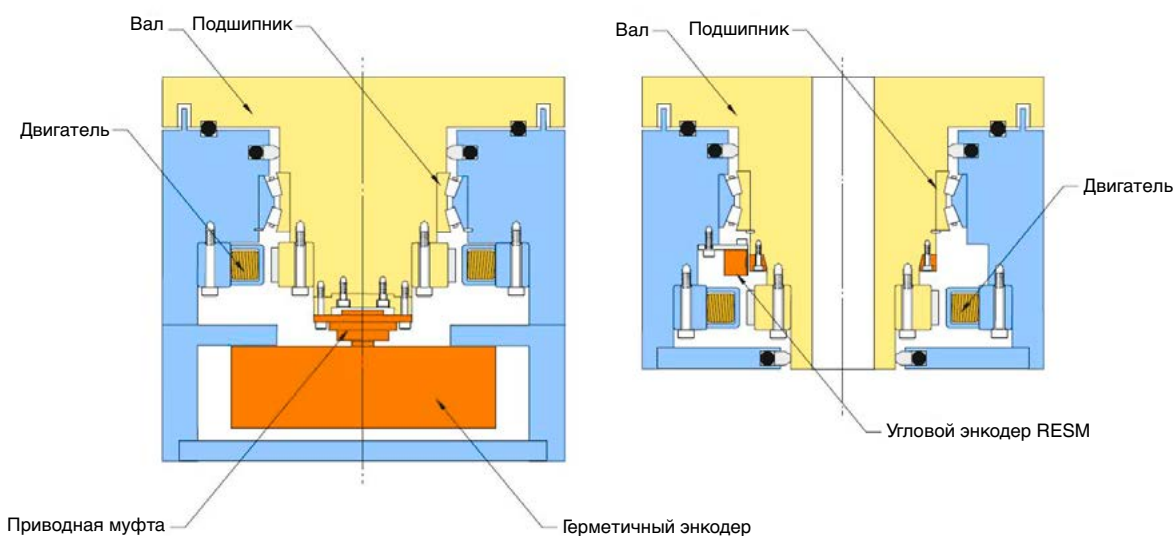 Вал
Подшипник
Двигатель
Приводная муфта
Герметичный энкодер
Вал
Подшипник
Двигатель
Угловой энкодер RESM